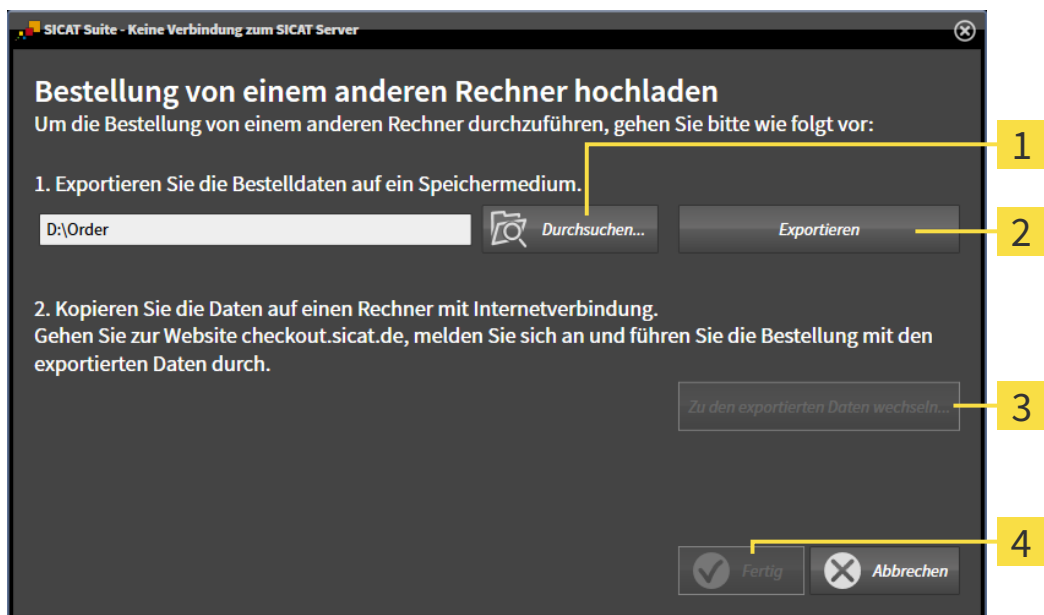 SICAT Suite - Keine Verbindung zum SICAT Server
Bestellung von einem anderen Rechner hochladen
Um die Bestellung von einem anderen Rechner durchzuführen, gehen Sie bitte wie folgt vor:
1
1. Exportieren Sie die Bestelldaten auf ein Speichermedium.
D:\Order
Durchsuchen...
Exportieren
2
2. Kopieren Sie die Daten auf einen Rechner mit Internetverbindung.
Gehen Sie zur Website checkout.sicat.de, melden Sie sich an und führen Sie die Bestellung mit den
exportierten Daten durch.
Zu den exportierten Daten wechseln...
3
4
Fertig
Abbrechen